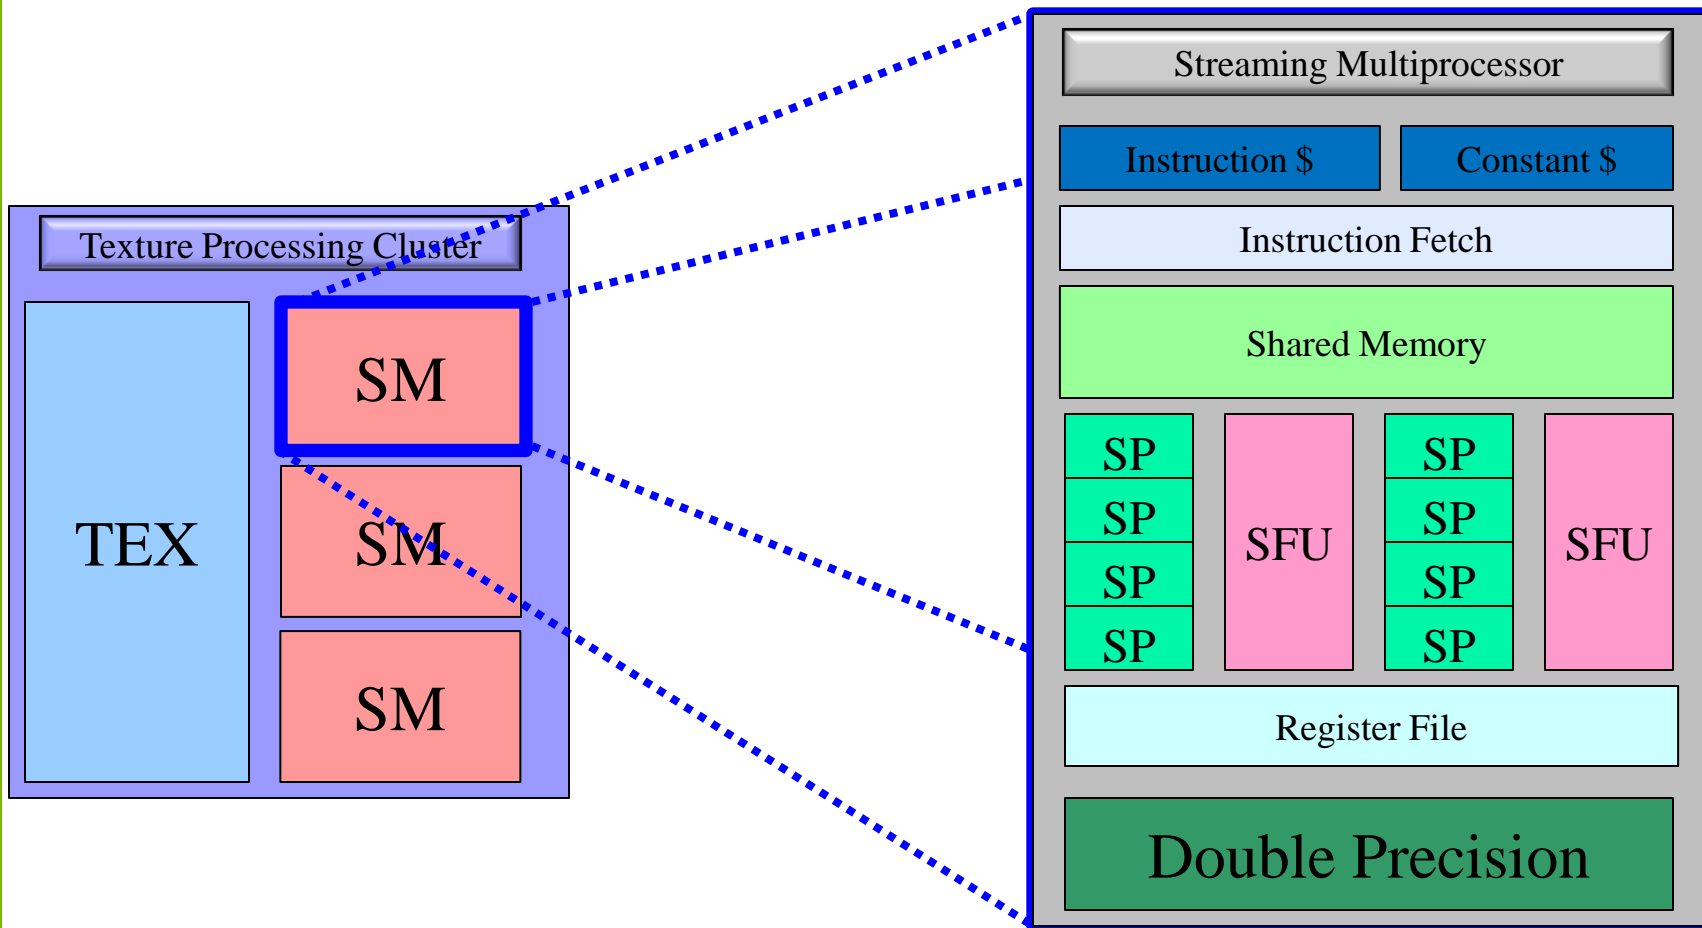 Texture Processing Cluster
TEX
SM
SM
SM
Streaming Multiprocessor
Instruction $
Constant $
Instruction Fetch
Shared Memory
SP
SP
SP
SP
SFU
SP
SP
SP
SP
SFU
Register File
Double Precision